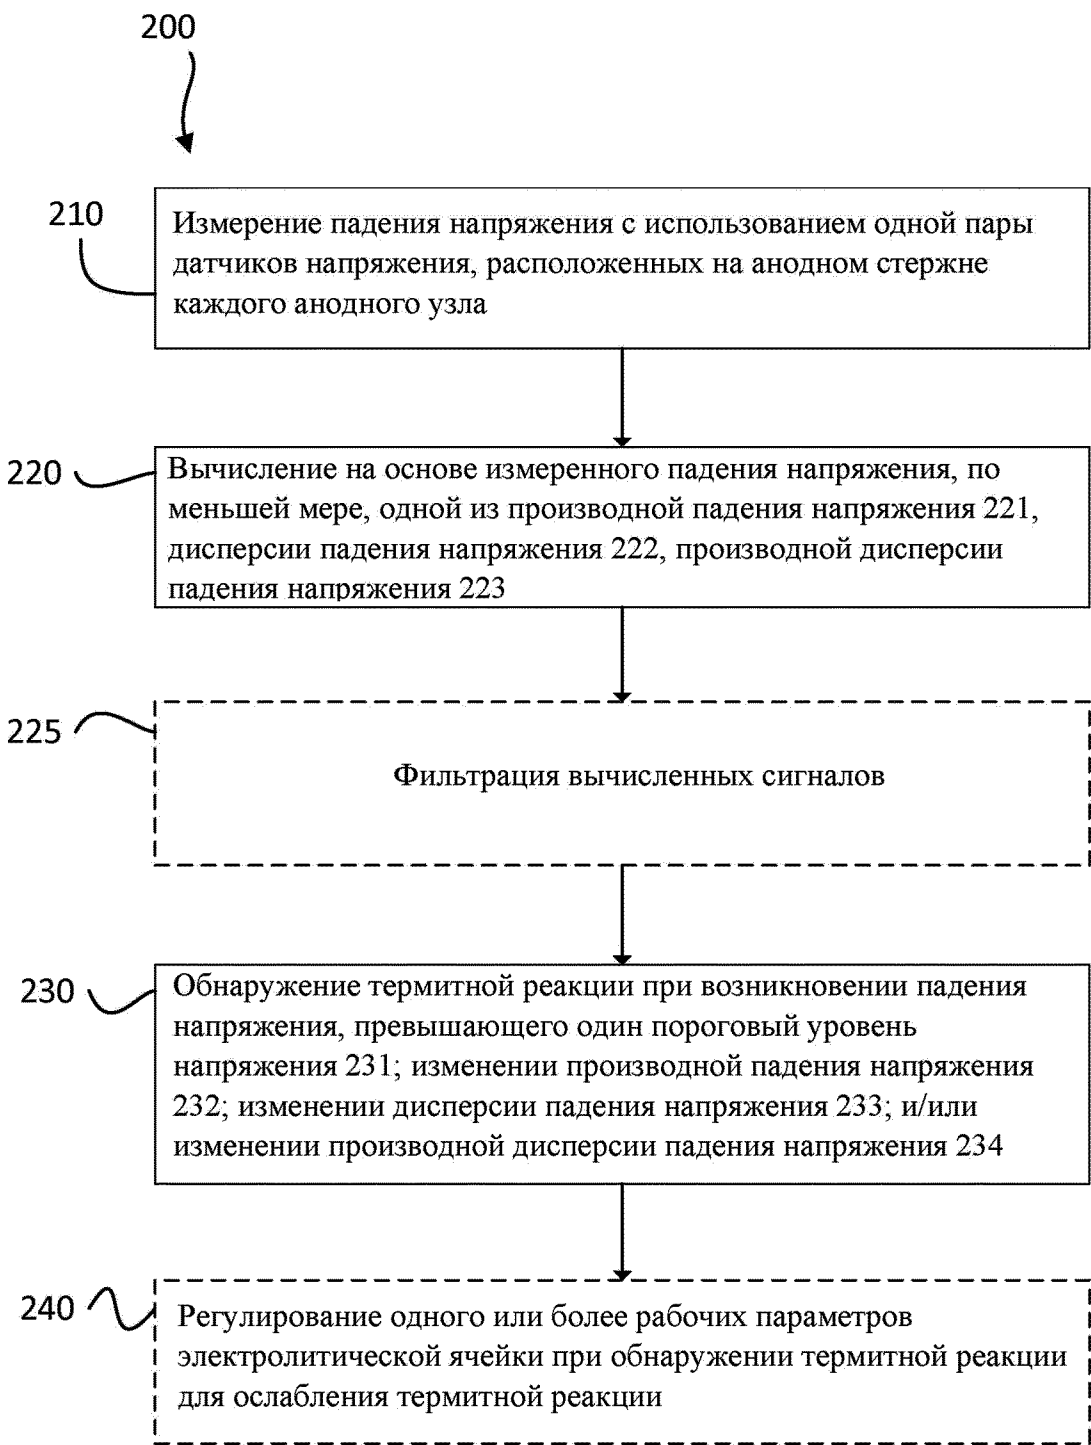 200
210
Измерение падения напряжения с использованием одной пары
датчиков напряжения, расположенных на анодном стержне
каждого анодного узла
220
Вычисление на основе измеренного падения напряжения, по
меньшей мере, одной из производной падения напряжения 221,
дисперсии падения напряжения 222, производной дисперсии
падения напряжения 223
225
Фильтрация вычисленных сигналов
230
Обнаружение термитной реакции при возникновении падения
напряжения, превышающего один пороговый уровень
напряжения 231; изменении производной падения напряжения
232; изменении дисперсии падения напряжения 233; и/или
изменении производной дисперсии падения напряжения 234
240
Регулирование одного или более рабочих параметров
электролитической ячейки при обнаружении термитной реакции
для ослабления термитной реакции